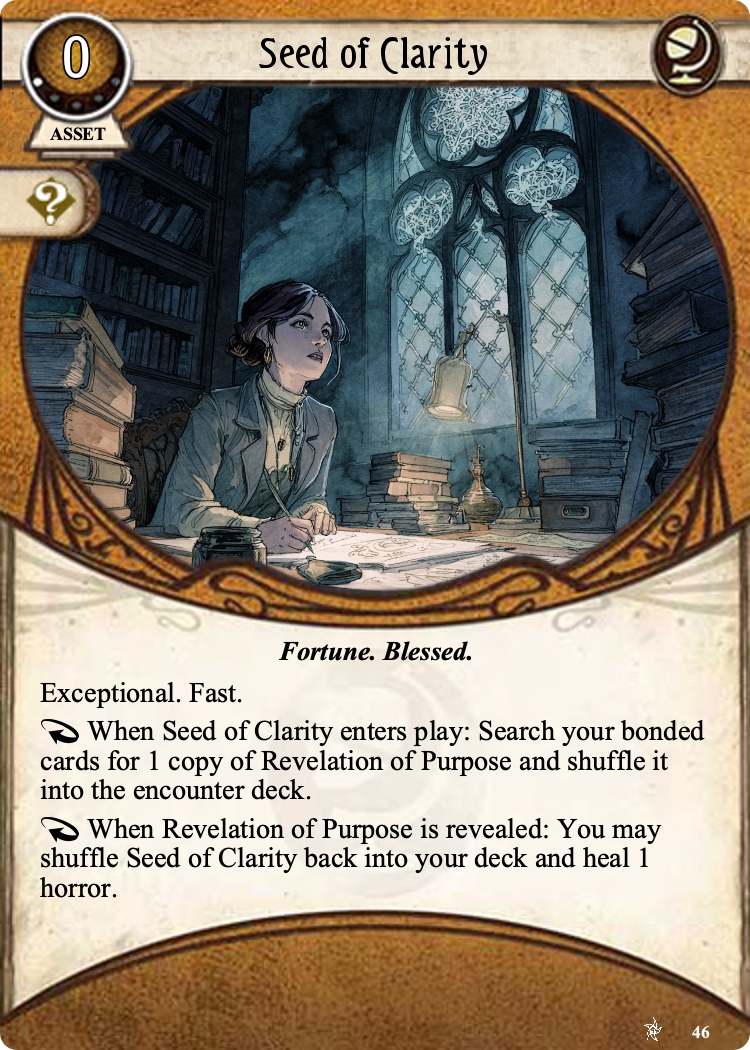 0
Seed of Clarity
ASSET
?
Fortune. Blessed.
Exceptional. Fast.
When Seed of Clarity enters play: Search your bonded
cards for 1 copy of Revelation of Purpose and shuffle it
into the encounter deck.
When Revelation of Purpose is revealed: You may
shuffle Seed of Clarity back into your deck and heal 1
horror.
46